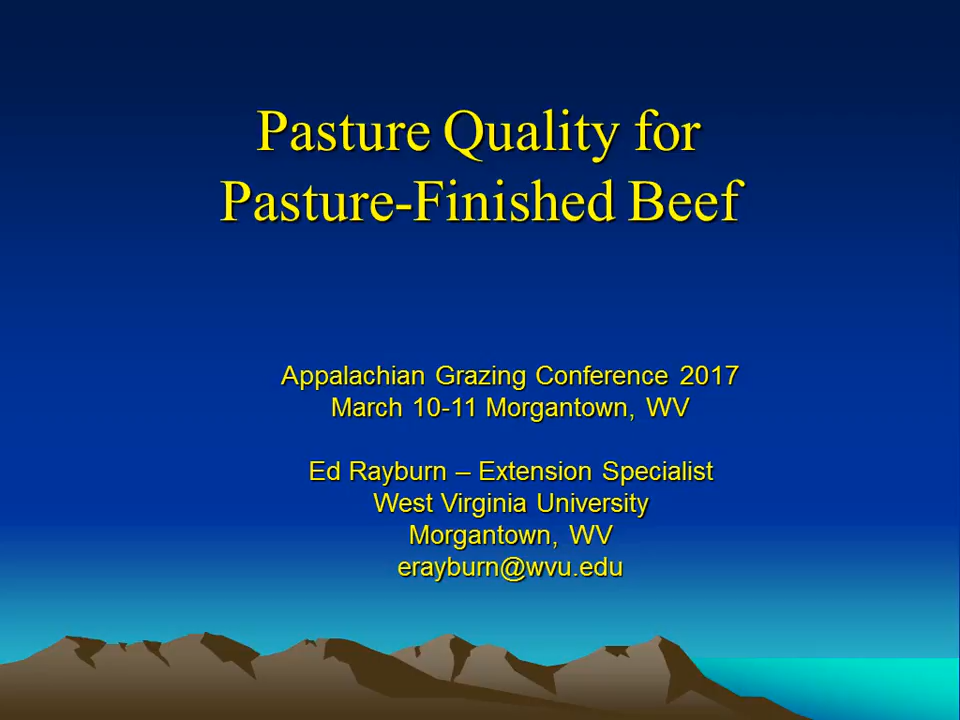 Pasture Quality for
Pasture-Finished Beef
Appalachian Grazing Conference 2017
March 10-11 Morgantown, WV
Ed Rayburn – Extension Specialist
West Virginia University
Morgantown, WV
erayburn@wvu.edu